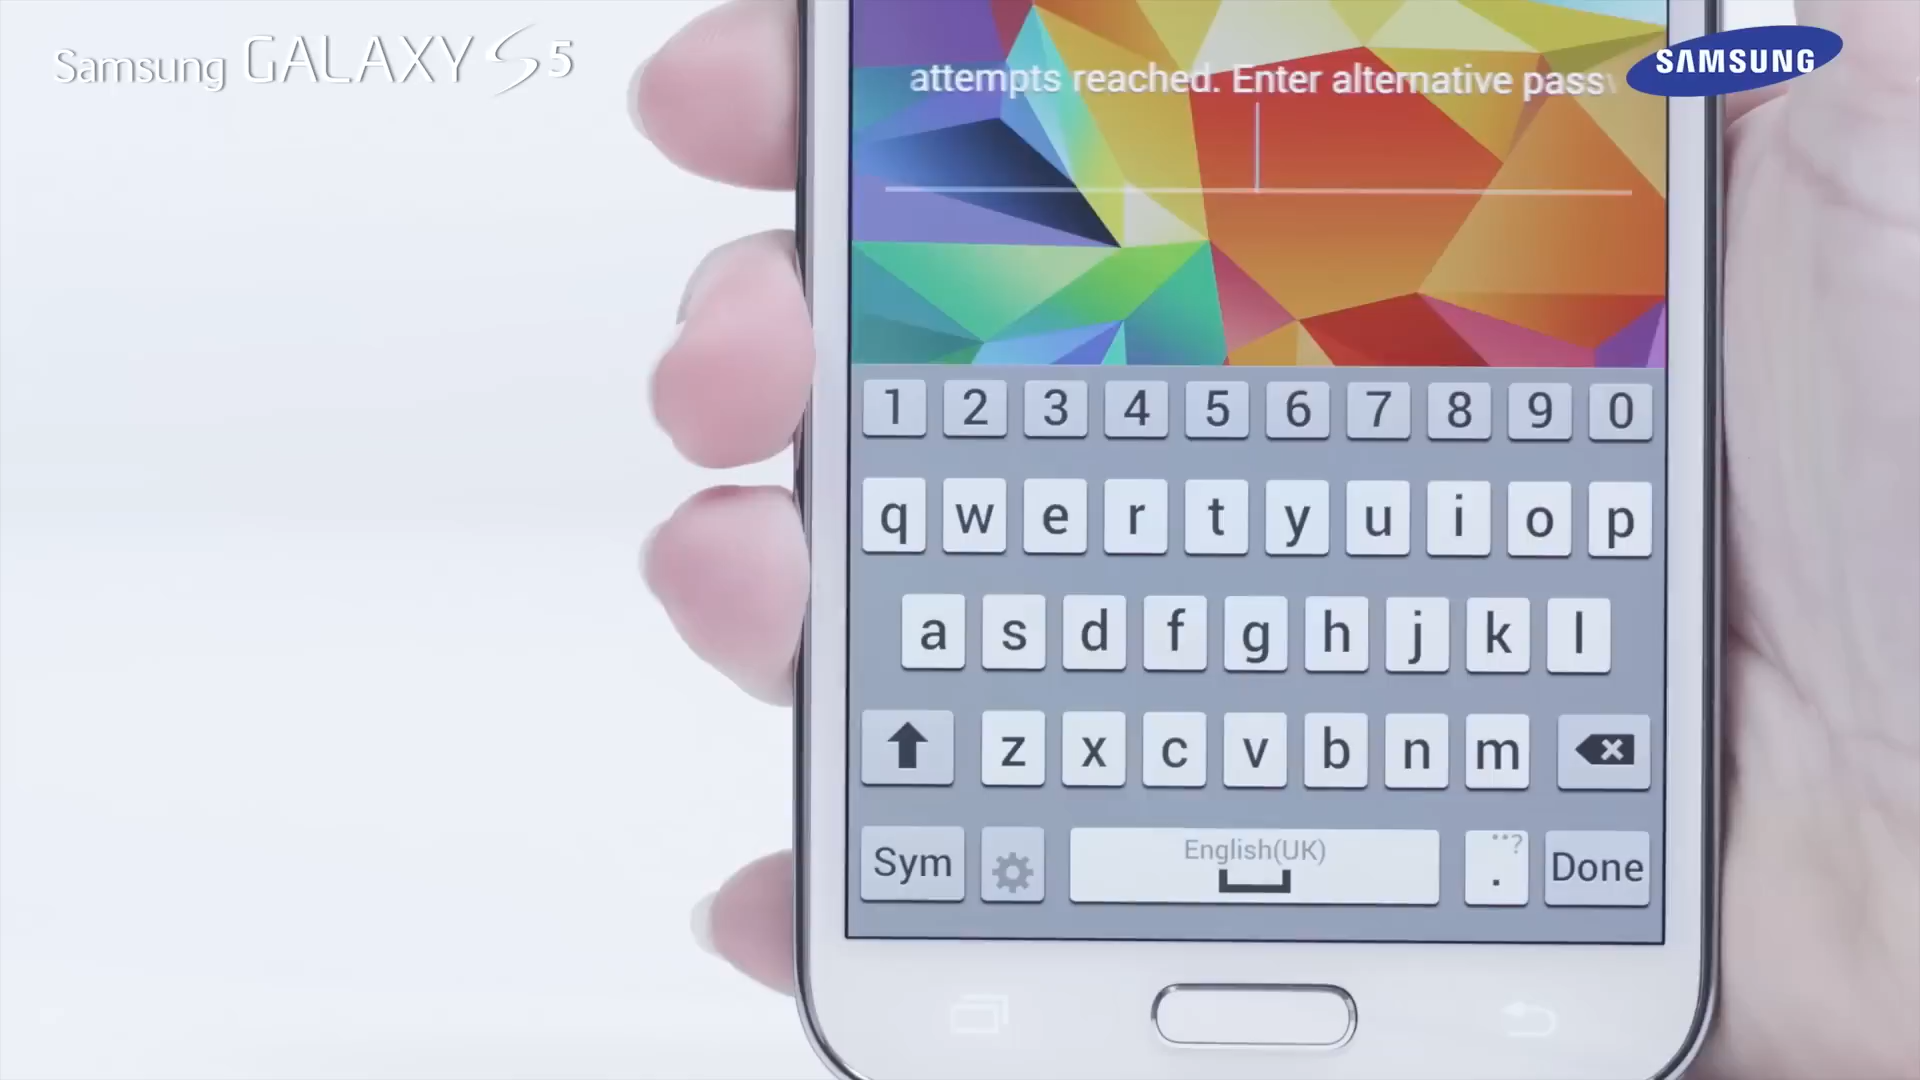 Samsung GALAXY S5
SAMSUNG
attempts reached. Enter alternative pass
1 2 3 4 5 6 7 8 9 0
q w e r t y u i o p
a s d f g h j k l
z x c v b n m
English(UK)
Sym . Done